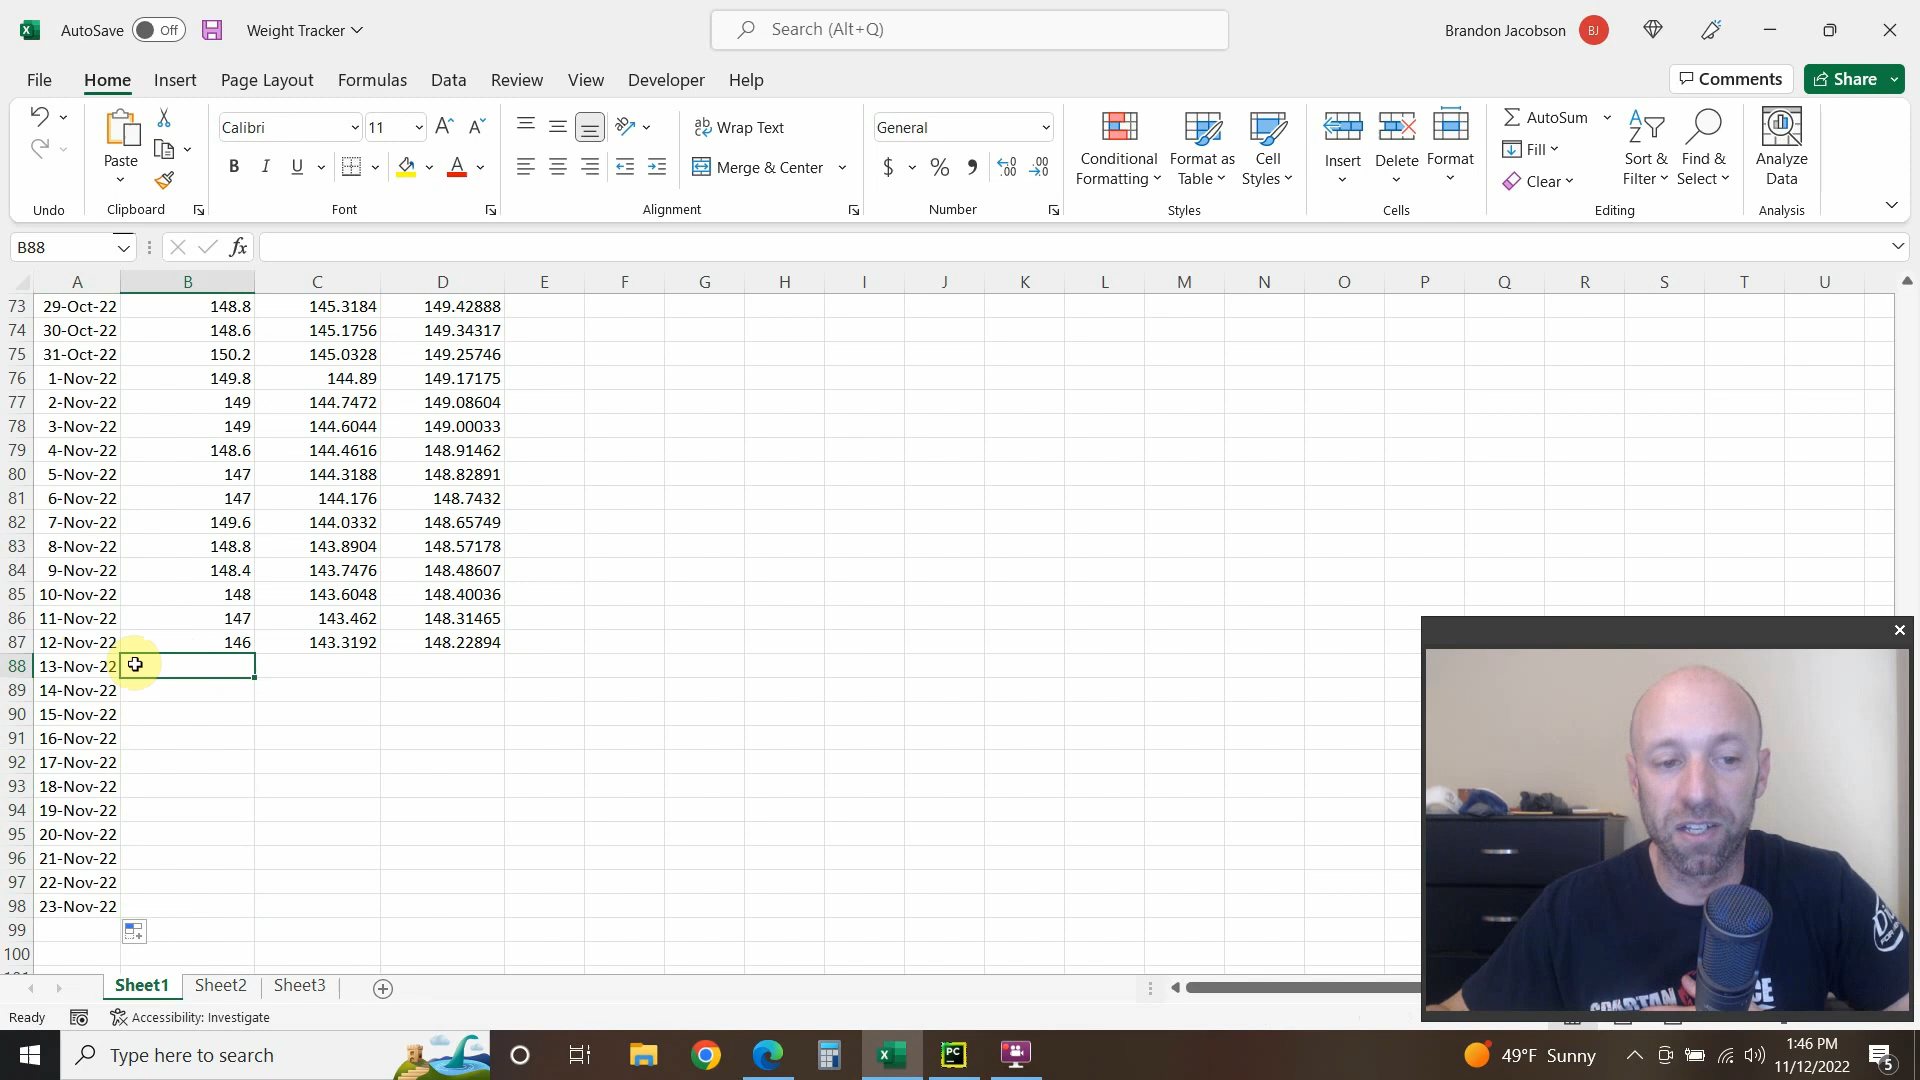 AutoSave Off Weight Tracker Search (Alt+Q) Brandon Jacobson BJ
File Home Insert Page Layout Formulas Data Review View Developer Help Comments Share
Calibri 11 Wrap Text General AutoSum
Paste B I U Merge & Center $ % Conditional Formatting Format as Table Cell Styles Insert Delete Format Fill Clear Sort & Filter Find & Select Analyze Data
Undo Clipboard Font Alignment Number Styles Cells Editing Analysis
B88 fx
A B C D E F G H I J K L M N O P Q R S T U
73 29-Oct-22 148.8 145.3184 149.42888
74 30-Oct-22 148.6 145.1756 149.34317
75 31-Oct-22 150.2 145.0328 149.25746
76 1-Nov-22 149.8 144.89 149.17175
77 2-Nov-22 149 144.7472 149.08604
78 3-Nov-22 149 144.6044 149.00033
79 4-Nov-22 148.6 144.4616 148.91462
80 5-Nov-22 147 144.3188 148.82891
81 6-Nov-22 147 144.176 148.7432
82 7-Nov-22 149.6 144.0332 148.65749
83 8-Nov-22 148.8 143.8904 148.57178
84 9-Nov-22 148.4 143.7476 148.48607
85 10-Nov-22 148 143.6048 148.40036
86 11-Nov-22 147 143.462 148.31465
87 12-Nov-22 146 143.3192 148.22894
88 13-Nov-22
89 14-Nov-22
90 15-Nov-22
91 16-Nov-22
92 17-Nov-22
93 18-Nov-22
94 19-Nov-22
95 20-Nov-22
96 21-Nov-22
97 22-Nov-22
98 23-Nov-22
99
100
SPARTAN
Sheet1 Sheet2 Sheet3
Ready Accessibility: Investigate
Type here to search PC 49°F Sunny 1:46 PM
11/12/2022 5